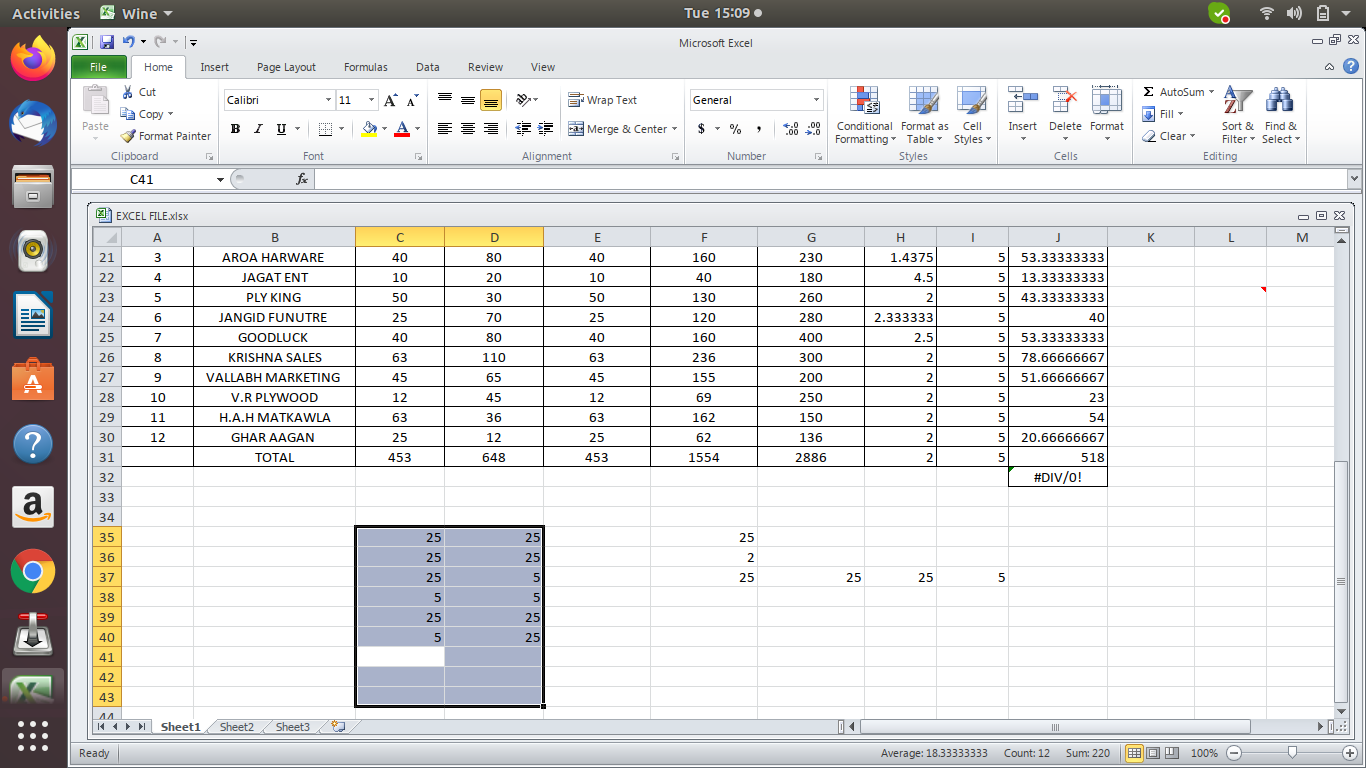 Activities Wine Tue 15:09
Microsoft Excel
File Home Insert Page Layout Formulas Data Review View
Paste Cut Copy Format Painter Clipboard
Calibri 11 B I U A A A Font
Wrap Text Merge & Center Alignment
General $ % , .0 .00 .00 .0 Number
Conditional Formatting Format as Table Cell Styles Styles
Insert Delete Format Cells
Σ AutoSum Fill Clear Sort & Filter Find & Select Editing
C41 fx
EXCEL FILE.xlsx
A B C D E F G H I J K L M
21 3 AROA HARWARE 40 80 40 160 230 1.4375 5 53.33333333
22 4 JAGAT ENT 10 20 10 40 180 4.5 5 13.33333333
23 5 PLY KING 50 30 50 130 260 2 5 43.33333333
24 6 JANGID FUNUTRE 25 70 25 120 280 2.333333 5 40
25 7 GOODLUCK 40 80 40 160 400 2.5 5 53.33333333
26 8 KRISHNA SALES 63 110 63 236 300 2 5 78.66666667
27 9 VALLABH MARKETING 45 65 45 155 200 2 5 51.66666667
28 10 V.R PLYWOOD 12 45 12 69 250 2 5 23
29 11 H.A.H MATKAWLA 63 36 63 162 150 2 5 54
30 12 GHAR AAGAN 25 12 25 62 136 2 5 20.66666667
31 TOTAL 453 648 453 1554 2886 2 5 518
32 #DIV/0!
33
34
35 25 25 25
36 25 25 2
37 25 5 25 25 25 5
38 5 5
39 25 25
40 5 25
41
42
43
44
Sheet1 Sheet2 Sheet3
Ready Average: 18.33333333 Count: 12 Sum: 220 100%